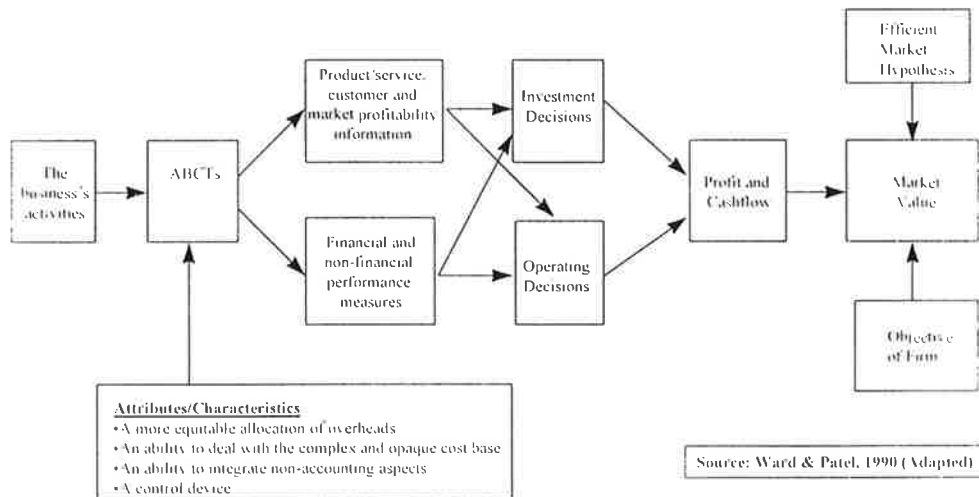 Efficient
Market
Hypothesis
Product/service,
customer and
market profitability
information
Investment
Decisions
The
business's
activities
ABCTs
Profit and
Cashflow
Market
Value
Financial and
non-financial
performance
measures
Operating
Decisions
Objective
of Firm
Attributes/Characteristics
•A more equitable allocation of overheads
•An ability to deal with the complex and opaque cost base
•An ability to integrate non-accounting aspects
•A control device
Source: Ward & Patel, 1990 (Adapted)